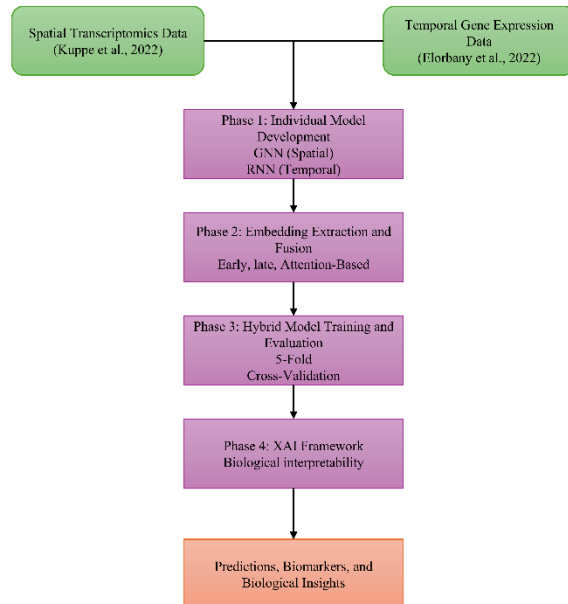 Spatial Transcriptomics Data
(Kuppe et al., 2022)
Temporal Gene Expression
Data
(Elorbany et al., 2022)
Phase 1: Individual Model
Development
GNN (Spatial)
RNN (Temporal)
Phase 2: Embedding Extraction and
Fusion
Early, late, Attention-Based
Phase 3: Hybrid Model Training and
Evaluation
5-Fold
Cross-Validation
Phase 4: XAI Framework
Biological interpretability
Predictions, Biomarkers, and
Biological Insights